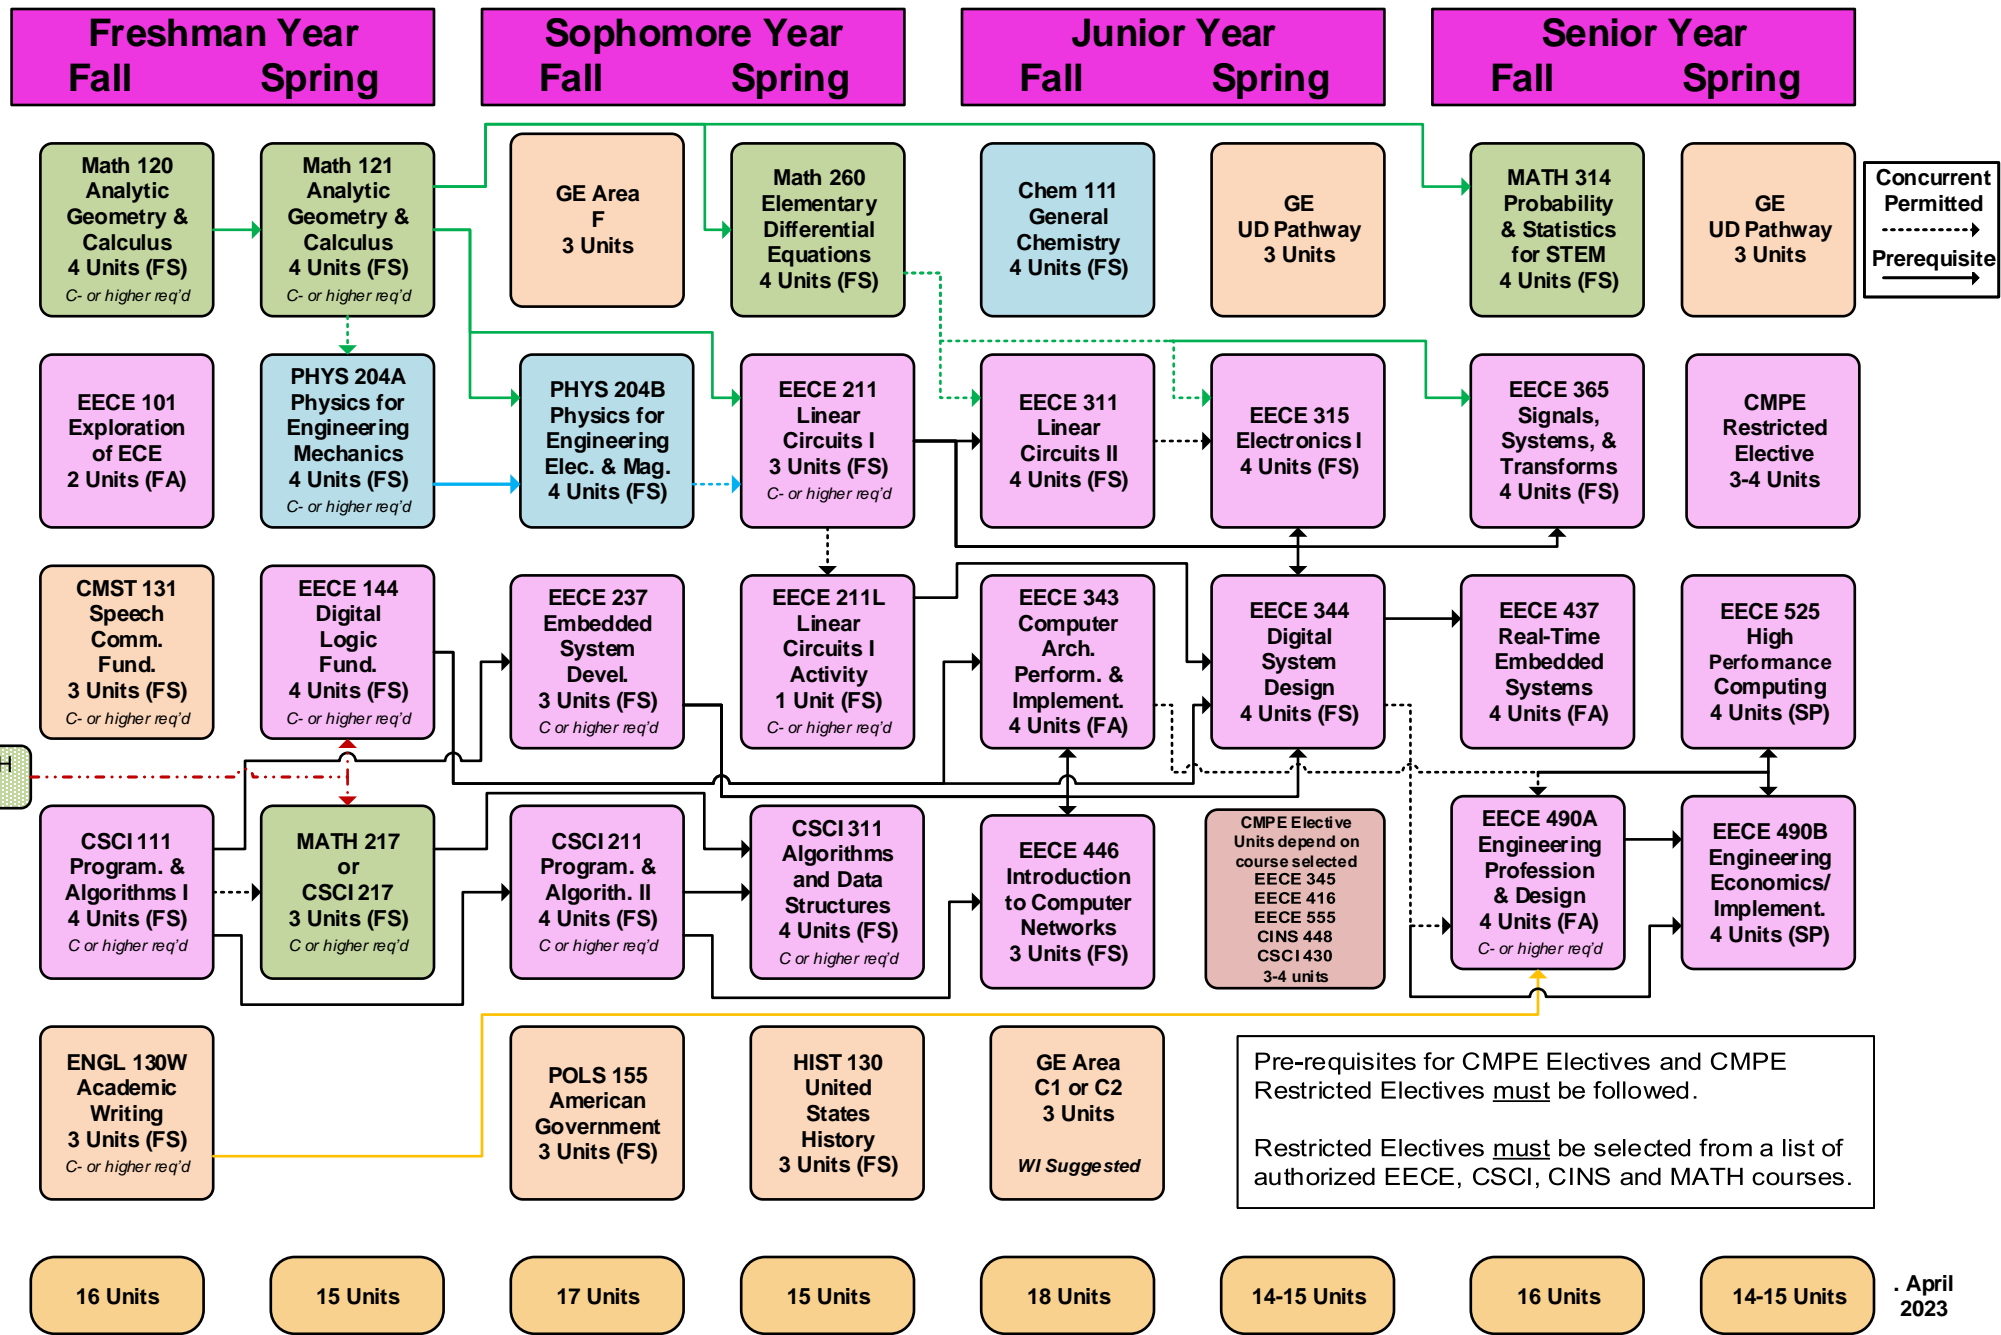 Freshman Year
Fall Spring
Sophomore Year
Fall Spring
Junior Year
Fall Spring
Senior Year
Fall Spring
Math 120
Analytic
Geometry &
Calculus
4 Units (FS)
C- or higher req'd
Math 121
Analytic
Geometry &
Calculus
4 Units (FS)
C- or higher req'd
GE Area
F
3 Units
Math 260
Elementary
Differential
Equations
4 Units (FS)
Chem 111
General
Chemistry
4 Units (FS)
GE
UD Pathway
3 Units
MATH 314
Probability
& Statistics
for STEM
4 Units (FS)
GE
UD Pathway
3 Units
Concurrent
Permitted
Prerequisite
EECE 101
Exploration
of ECE
2 Units (FA)
PHYS 204A
Physics for
Engineering
Mechanics
4 Units (FS)
C- or higher req'd
PHYS 204B
Physics for
Engineering
Elec. & Mag.
4 Units (FS)
EECE 211
Linear
Circuits I
3 Units (FS)
C- or higher req'd
EECE 311
Linear
Circuits II
4 Units (FS)
EECE 315
Electronics I
4 Units (FS)
EECE 365
Signals,
Systems, &
Transforms
4 Units (FS)
CMPE
Restricted
Elective
3-4 Units
CMST 131
Speech
Comm.
Fund.
3 Units (FS)
C- or higher req'd
EECE 144
Digital
Logic
Fund.
4 Units (FS)
C- or higher req'd
EECE 237
Embedded
System
Devel.
3 Units (FS)
C or higher req'd
EECE 211L
Linear
Circuits I
Activity
1 Unit (FS)
C- or higher req'd
EECE 343
Computer
Arch.
Perform. &
Implement.
4 Units (FA)
EECE 344
Digital
System
Design
4 Units (FS)
EECE 437
Real-Time
Embedded
Systems
4 Units (FA)
EECE 525
High
Performance
Computing
4 Units (SP)
CSCI 111
Program. &
Algorithms I
4 Units (FS)
C or higher req'd
MATH 217
or
CSCI 217
3 Units (FS)
C or higher req'd
CSCI 211
Program. &
Algorith. II
4 Units (FS)
C or higher req'd
CSCI 311
Algorithms
and Data
Structures
4 Units (FS)
C or higher req'd
EECE 446
Introduction
to Computer
Networks
3 Units (FS)
CMPE Elective
Units depend on
course selected
EECE 345
EECE 416
EECE 555
CINS 448
CSCI 430
3-4 units
EECE 490A
Engineering
Profession
& Design
4 Units (FA)
C- or higher req'd
EECE 490B
Engineering
Economics/
Implement.
4 Units (SP)
ENGL 130W
Academic
Writing
3 Units (FS)
C- or higher req'd
POLS 155
American
Government
3 Units (FS)
HIST 130
United
States
History
3 Units (FS)
GE Area
C1 or C2
3 Units
WI Suggested
Pre-requisites for CMPE Electives and CMPE
Restricted Electives must be followed.
Restricted Electives must be selected from a list of
authorized EECE, CSCI, CINS and MATH courses.
16 Units
15 Units
17 Units
15 Units
18 Units
14-15 Units
16 Units
14-15 Units
. April
2023